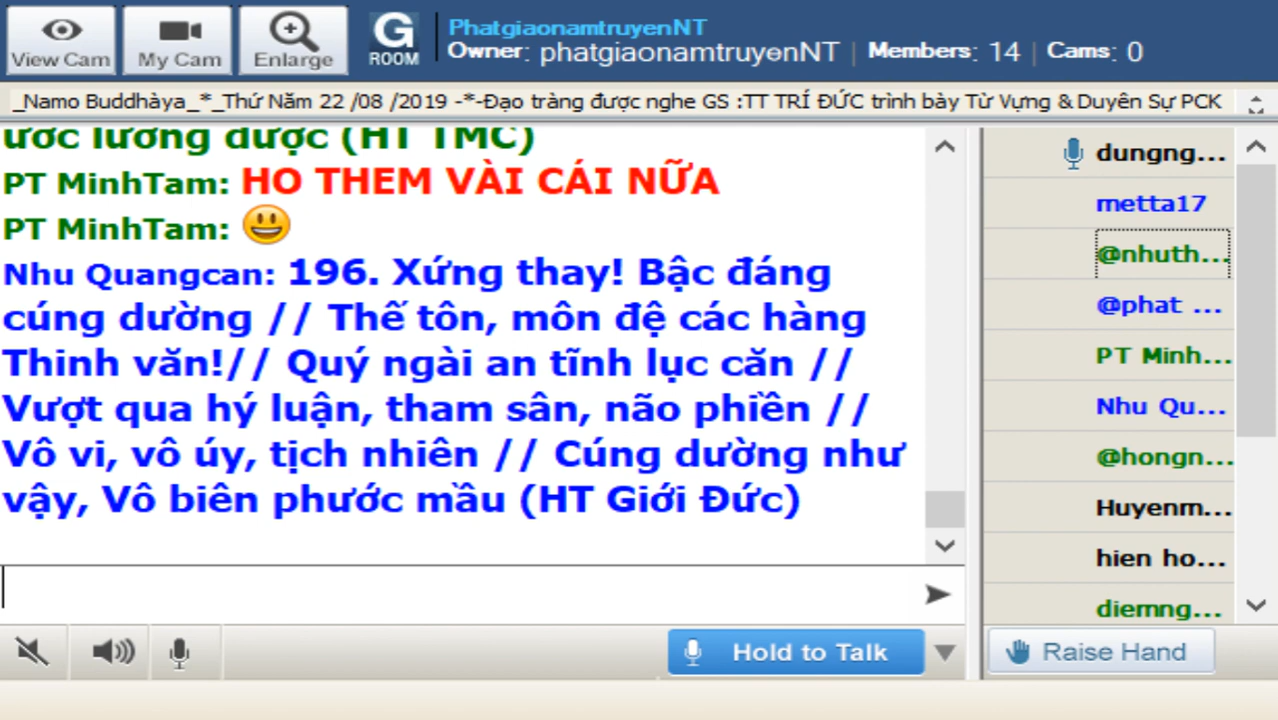 View Cam
My Cam
Enlarge
G
ROOM
PhatgiaonamtruyenNT
Owner: phatgiaonamtruyenNT | Members: 14 | Cams: 0
_Namo Buddhàya_*_Thứ Năm 22 /08 /2019 -*-Đạo tràng được nghe GS :TT TRÍ ĐỨC trình bày Từ Vựng & Duyên Sự PCK
ước lường được (HT TMC)
PT MinhTam: HO THEM VÀI CÁI NỮA
PT MinhTam: 😃
Nhu Quangcan: 196. Xứng thay! Bậc đáng
cúng dường // Thế tôn, môn đệ các hàng
Thinh văn!// Quý ngài an tĩnh lục căn //
Vượt qua hý luận, tham sân, não phiền //
Vô vi, vô úy, tịch nhiên // Cúng dường như
vậy, Vô biên phước mầu (HT Giới Đức)
dungng...
metta17
@nhuth...
@phat ...
PT Minh...
Nhu Qu...
@hongn...
Huyenm...
hien ho...
diemng...
Hold to Talk
Raise Hand